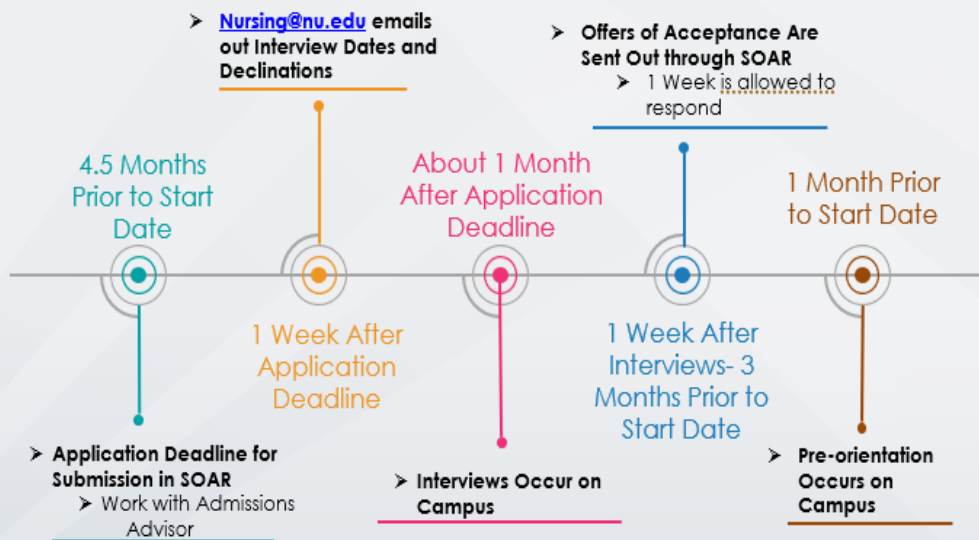 ➢ Nursing@nu.edu emails
out Interview Dates and
Declinations
➢ Offers of Acceptance Are
Sent Out through SOAR
➢ 1 Week is allowed to
respond
4.5 Months
Prior to Start
Date
About 1 Month
After Application
Deadline
1 Month Prior
to Start Date
1 Week After
Application
Deadline
1 Week After
Interviews- 3
Months Prior to
Start Date
➢ Application Deadline for
Submission in SOAR
➢ Work with Admissions
Advisor
➢ Interviews Occur on
Campus
➢ Pre-orientation
Occurs on
Campus